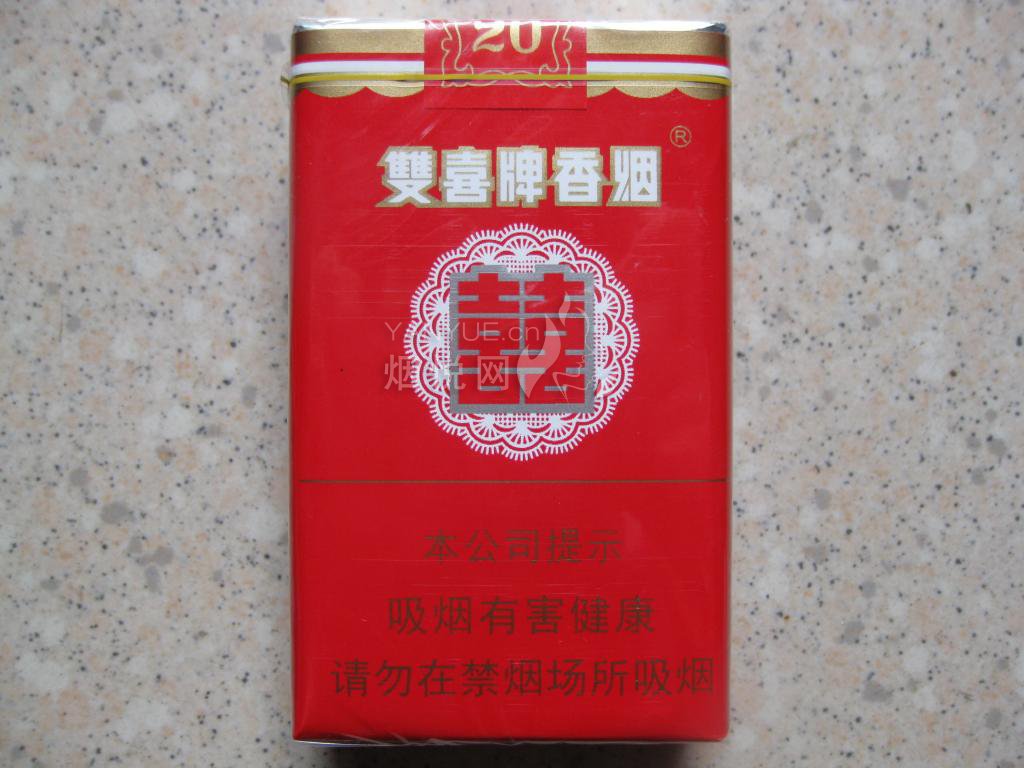 20
雙喜牌香烟®
囍
YANYUE.cn
烟悦网
本公司提示
吸烟有害健康
请勿在禁烟场所吸烟